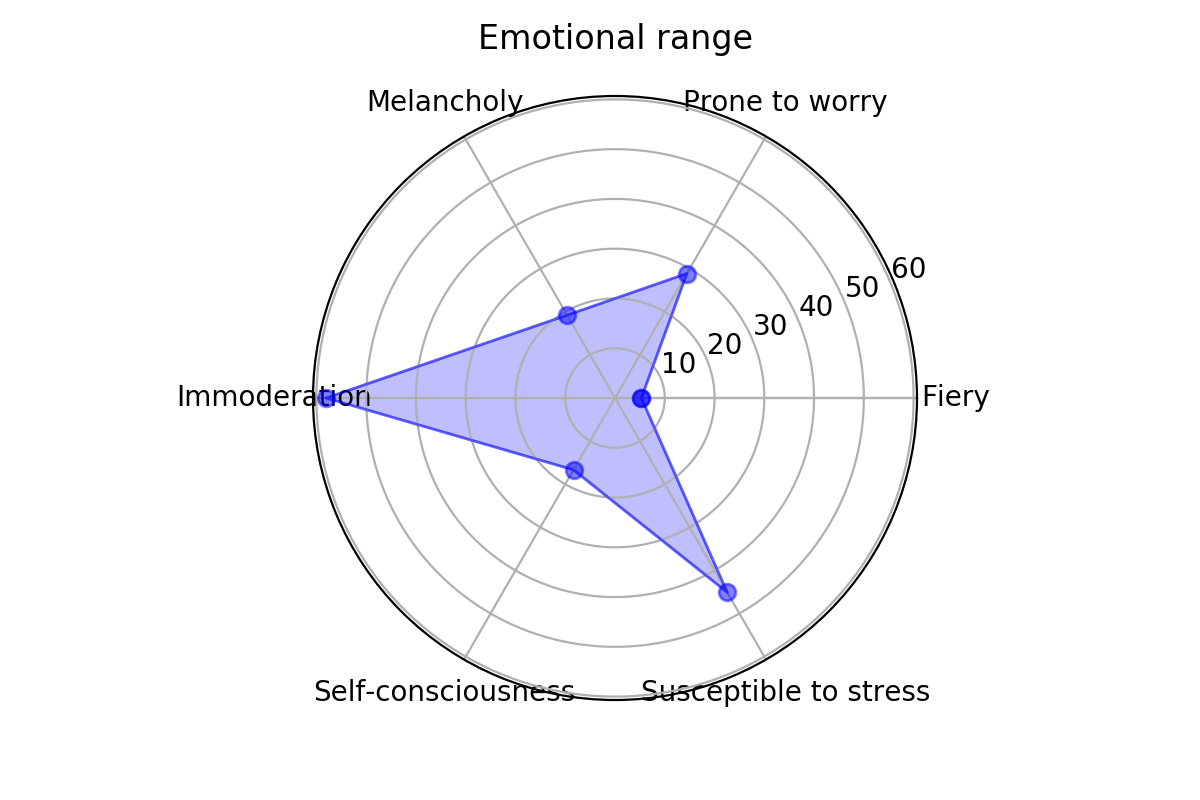 Emotional range
Melancholy
Prone to worry
60
50
40
30
20
10
Immoderation
Fiery
Self-consciousness
Susceptible to stress